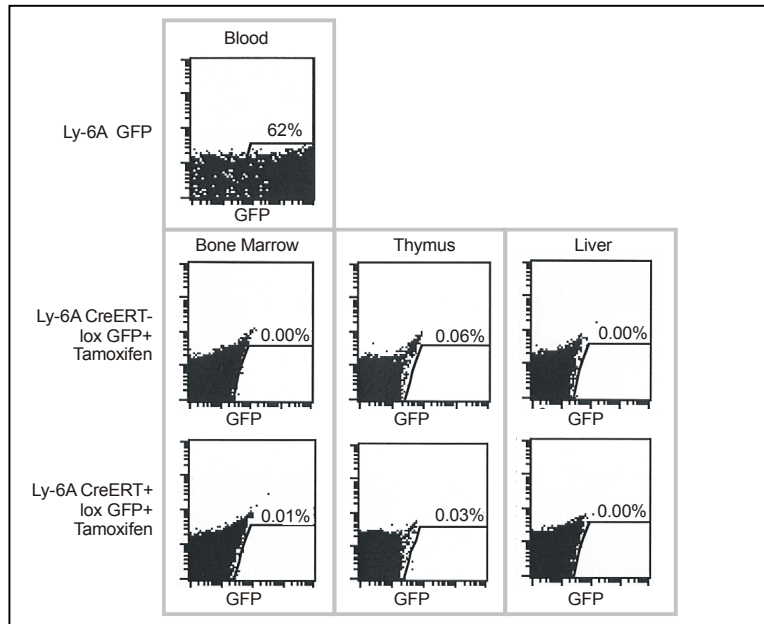 Blood
Ly-6A GFP
62%
GFP
Bone Marrow
Thymus
Liver
Ly-6A CreERT-
lox GFP+
Tamoxifen
0.00%
0.06%
0.00%
GFP
GFP
GFP
Ly-6A CreERT+
lox GFP+
Tamoxifen
0.01%
0.03%
0.00%
GFP
GFP
GFP